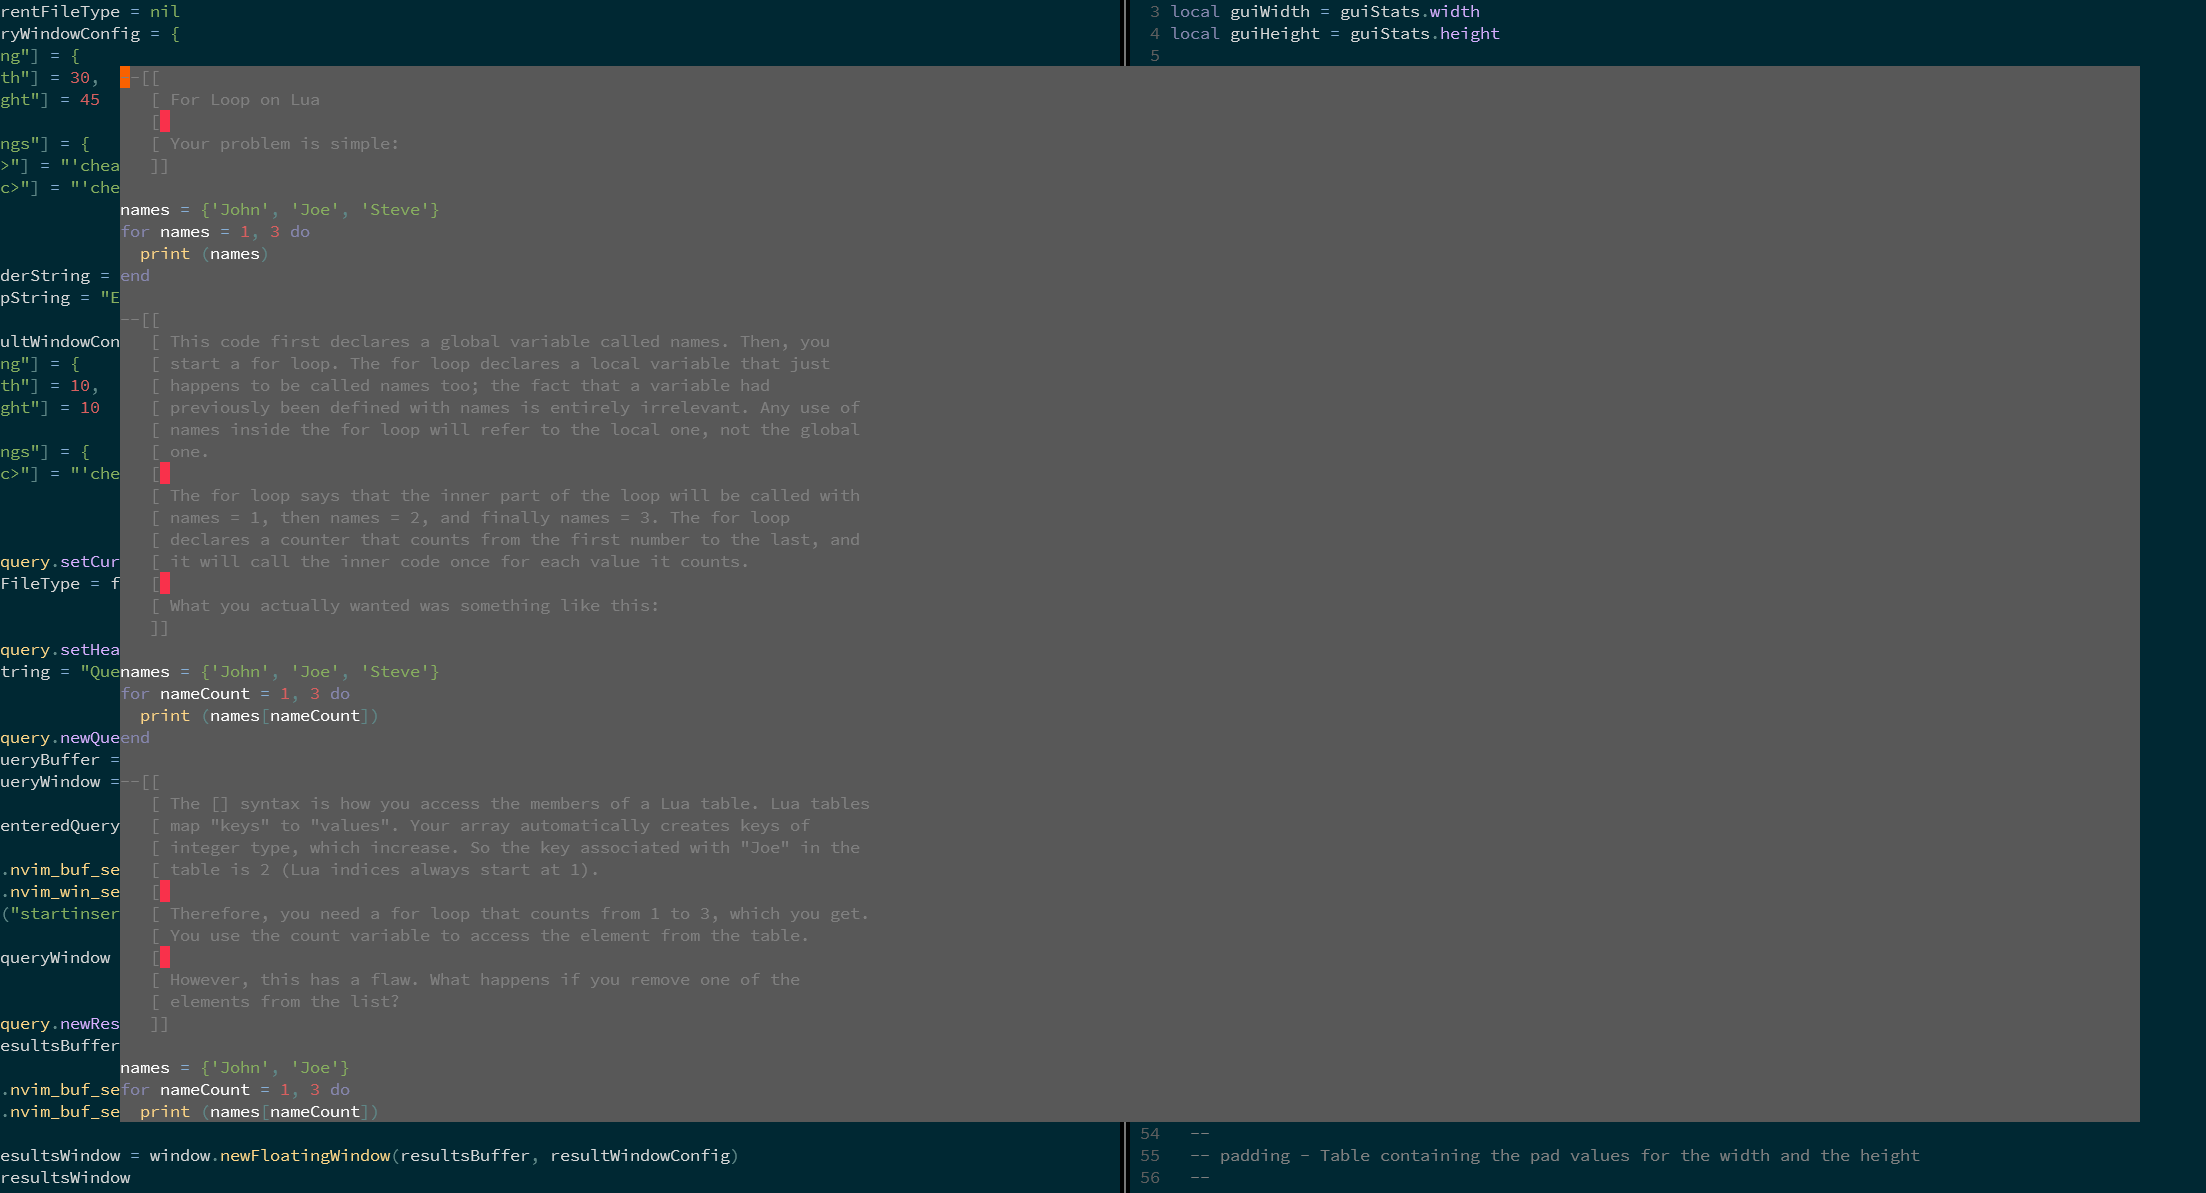 rentFileType = nil
ryWindowConfig = {
ng"] = {
th"] = 30,
ght"] = 45
ngs"] = {
>"] = "'chea
c>"] = "'che
derString =
pString = "E
ultWindowCon
ng"] = {
th"] = 10,
ght"] = 10
ngs"] = {
c>"] = "'che
query.setCur
FileType = f
query.setHea
tring = "Que
query.newQue
ueryBuffer =
ueryWindow =
enteredQuery
.nvim_buf_se
.nvim_win_se
("startinser
queryWindow
query.newRes
esultsBuffer
.nvim_buf_se
.nvim_buf_se
esultsWindow = window.newFloatingWindow(resultsBuffer, resultWindowConfig)
resultsWindow
-[[
[ For Loop on Lua
[
[ Your problem is simple:
]]
names = {'John', 'Joe', 'Steve'}
for names = 1, 3 do
print (names)
end
--[[
[ This code first declares a global variable called names. Then, you
[ start a for loop. The for loop declares a local variable that just
[ happens to be called names too; the fact that a variable had
[ previously been defined with names is entirely irrelevant. Any use of
[ names inside the for loop will refer to the local one, not the global
[ one.
[
[ The for loop says that the inner part of the loop will be called with
[ names = 1, then names = 2, and finally names = 3. The for loop
[ declares a counter that counts from the first number to the last, and
[ it will call the inner code once for each value it counts.
[
[ What you actually wanted was something like this:
]]
names = {'John', 'Joe', 'Steve'}
for nameCount = 1, 3 do
print (names[nameCount])
end
--[[
[ The [] syntax is how you access the members of a Lua table. Lua tables
[ map "keys" to "values". Your array automatically creates keys of
[ integer type, which increase. So the key associated with "Joe" in the
[ table is 2 (Lua indices always start at 1).
[
[ Therefore, you need a for loop that counts from 1 to 3, which you get.
[ You use the count variable to access the element from the table.
[
[ However, this has a flaw. What happens if you remove one of the
[ elements from the list?
]]
names = {'John', 'Joe'}
for nameCount = 1, 3 do
print (names[nameCount])
3 local guiWidth = guiStats.width
4 local guiHeight = guiStats.height
5
54 --
55 -- padding - Table containing the pad values for the width and the height
56 --